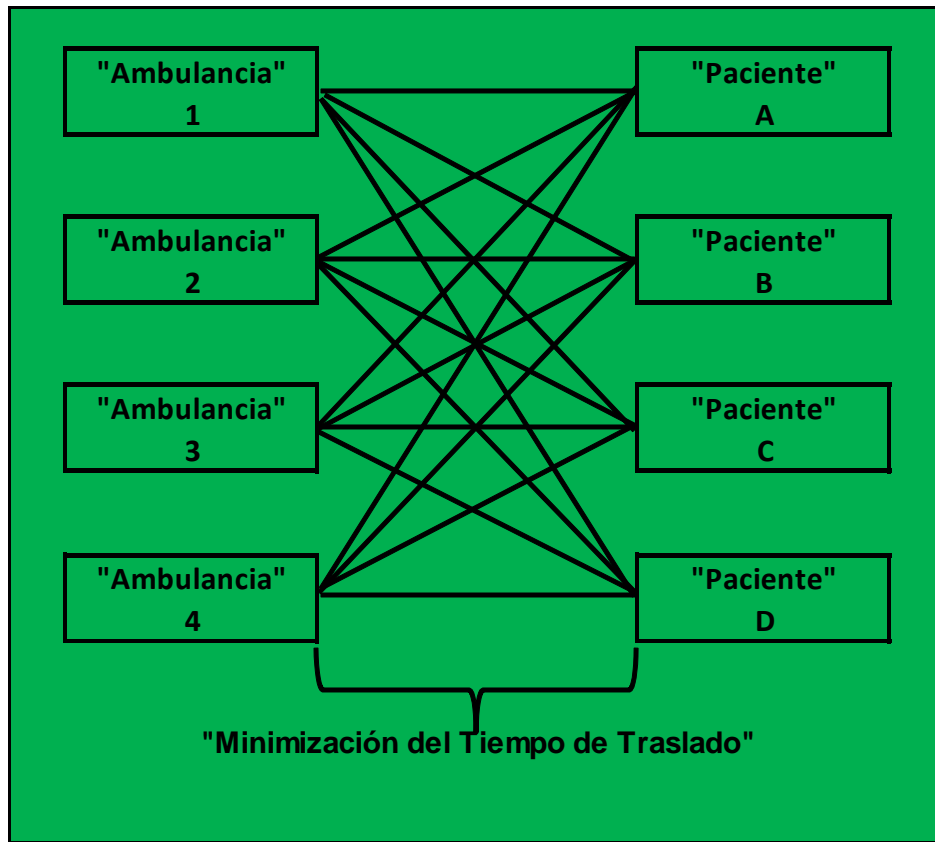 "Ambulancia"
1
"Paciente"
A
"Ambulancia"
2
"Paciente"
B
"Ambulancia"
3
"Paciente"
C
"Ambulancia"
4
"Paciente"
D
"Minimización del Tiempo de Traslado"